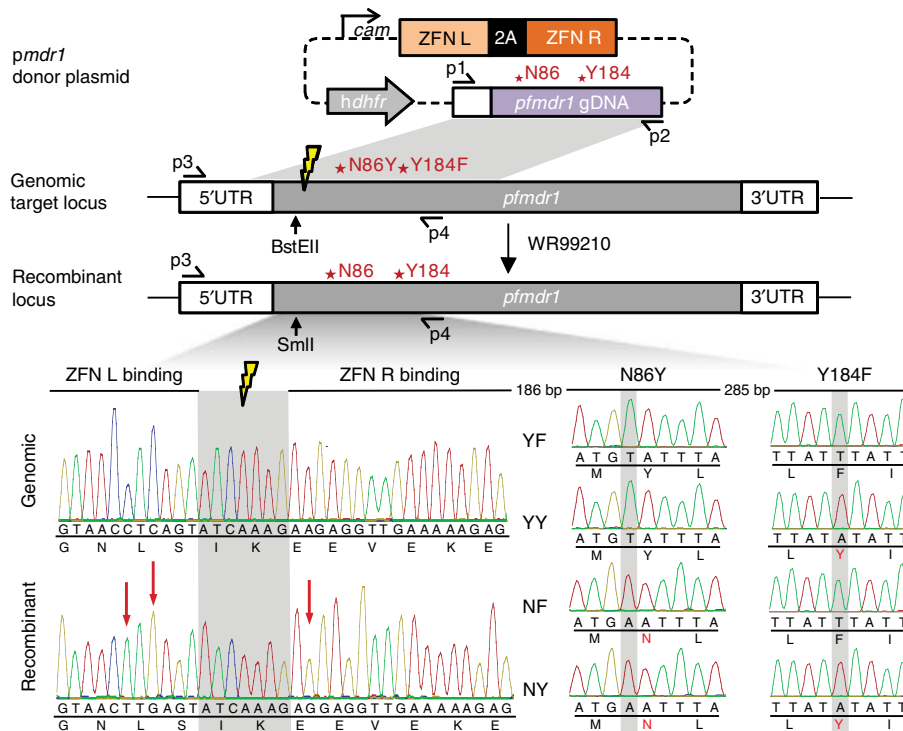 pmdr1
donor plasmid
cam
ZFN L
2A
ZFN R
p1
★N86 ★Y184
hdhfr
pfmdr1 gDNA
p2
p3
★N86Y★Y184F
Genomic
target locus
5′UTR
pfmdr1
3′UTR
BstEII
p4
WR99210
p3
★N86 ★Y184
Recombinant
locus
5′UTR
pfmdr1
3′UTR
SmlI
p4
ZFN L binding
ZFN R binding
186 bp
N86Y
285 bp
Y184F
Genomic
GTAACCTCAGTATCAAAGAAGAGGTTGAAAAAGAG
G N L S I K E E V E K E
Recombinant
GTAACTTGAGTATCAAAGAGGAGGTTGAAAAAGAG
G N L S I K E E V E K E
YF
ATGTATTTA
M Y L
TTATTTATT
L F I
YY
ATGTATTTA
M Y L
TTATATATT
L Y I
NF
ATGAATTTA
M N L
TTATTTATT
L F I
NY
ATGAATTTA
M N L
TTATATATT
L Y I